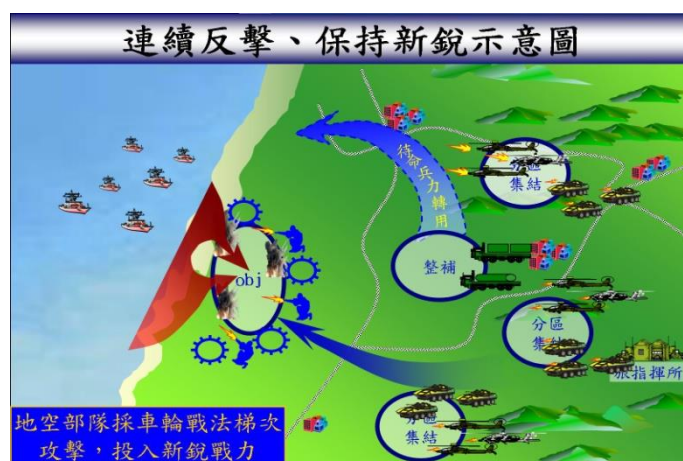 連續反擊、保持新銳示意圖
分區
集結
待命兵力轉用
整補
obj
分區
集結
旅指揮所
分區
集結
地空部隊採車輪戰法梯次
攻擊，投入新銳戰力